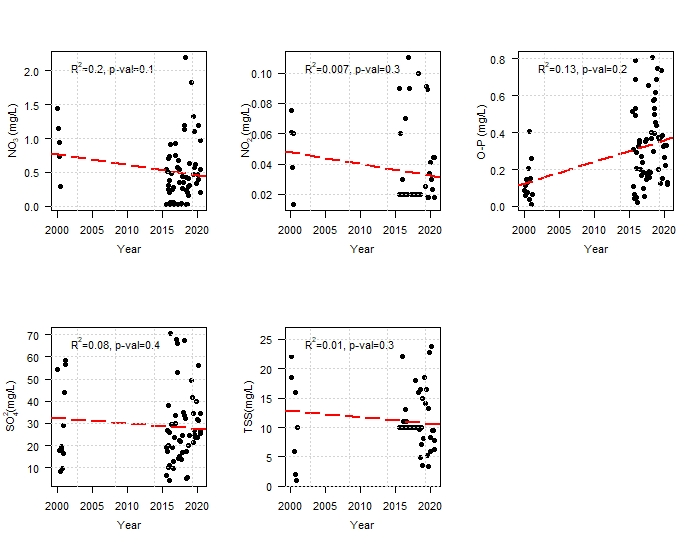 R2=0.2, p-val=0.1
NO3 (mg/L)
2.0
1.5
1.0
0.5
0.0
2000 2005 2010 2015 2020
Year
R2=0.007, p-val=0.3
NO2 (mg/L)
0.10
0.08
0.06
0.04
0.02
2000 2005 2010 2015 2020
Year
R2=0.13, p-val=0.2
O-P (mg/L)
0.8
0.6
0.4
0.2
0.0
2000 2005 2010 2015 2020
Year
R2=0.08, p-val=0.4
SO24(mg/L)
70
60
50
40
30
20
10
2000 2005 2010 2015 2020
Year
R2=0.01, p-val=0.3
TSS(mg/L)
25
20
15
10
5
0
2000 2005 2010 2015 2020
Year